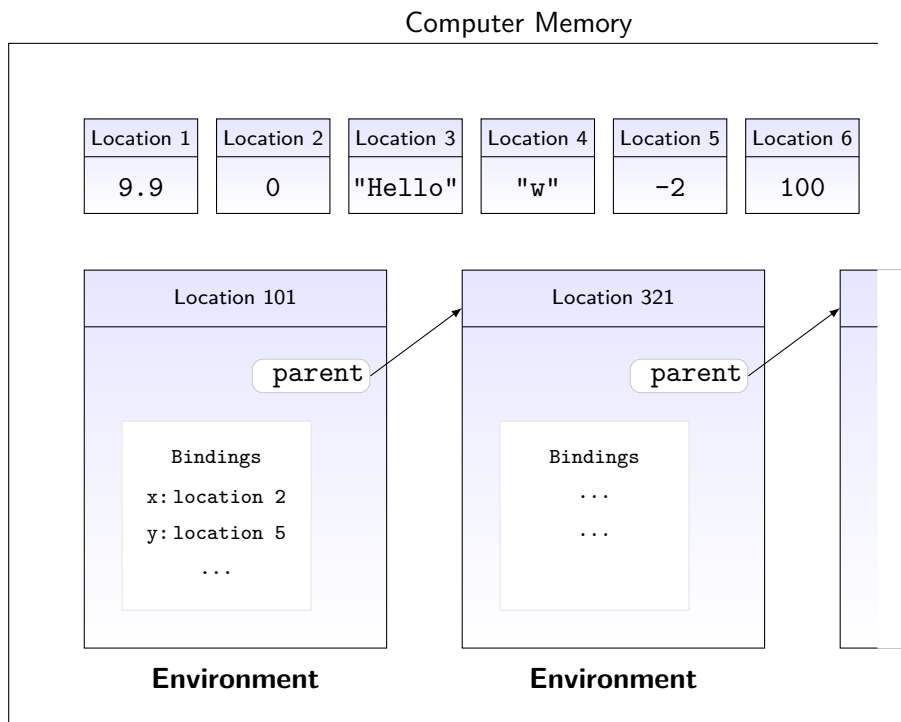 Computer Memory
Location 1 Location 2 Location 3 Location 4 Location 5 Location 6
9.9 0 "Hello" "w" -2 100
Location 101 Location 321
parent parent
Bindings Bindings
x: location 2 ...
y: location 5 ...
...
Environment Environment